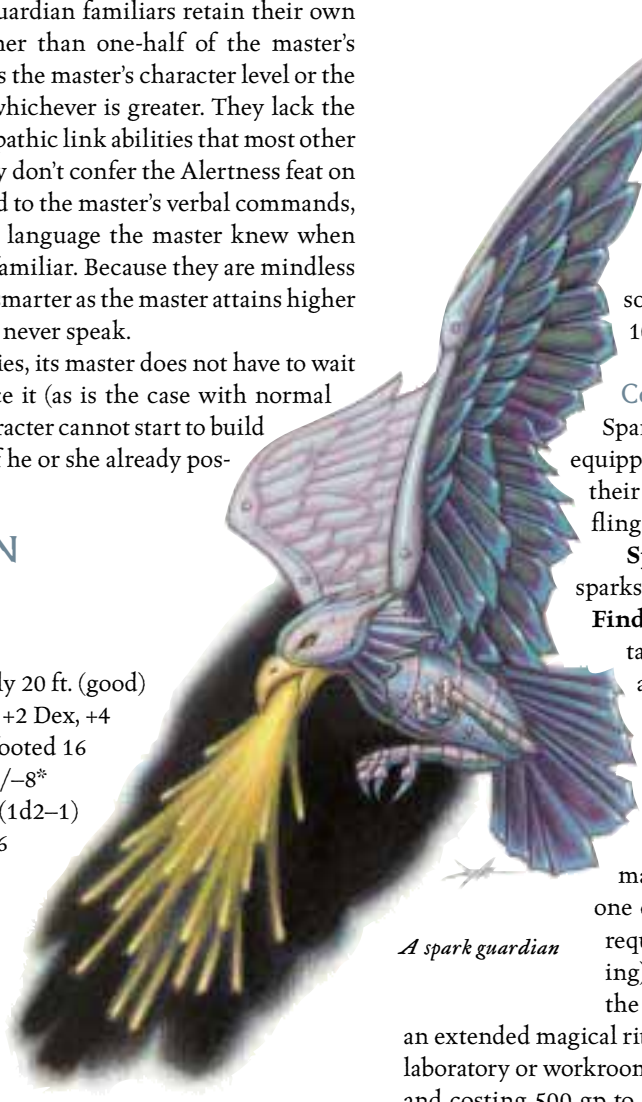 uardian familiars retain their own
her than one-half of the master's
s the master's character level or the
whichever is greater. They lack the
pathic link abilities that most other
y don't confer the Alertness feat on
d to the master's verbal commands,
language the master knew when
amiliar. Because they are mindless
smarter as the master attains higher
never speak.
ies, its master does not have to wait
ce it (as is the case with normal
racter cannot start to build
f he or she already pos-
N
ly 20 ft. (good)
+2 Dex, +4
ooted 16
/–8*
(1d2–1)
6
A spark guardian
so
10
Co
Spar
equipp
their
fling
Sp
sparks
Find
ta
a
ma
one
requ
ing)
the
an extended magical rit
laboratory or workroom
and costing 500 gp to